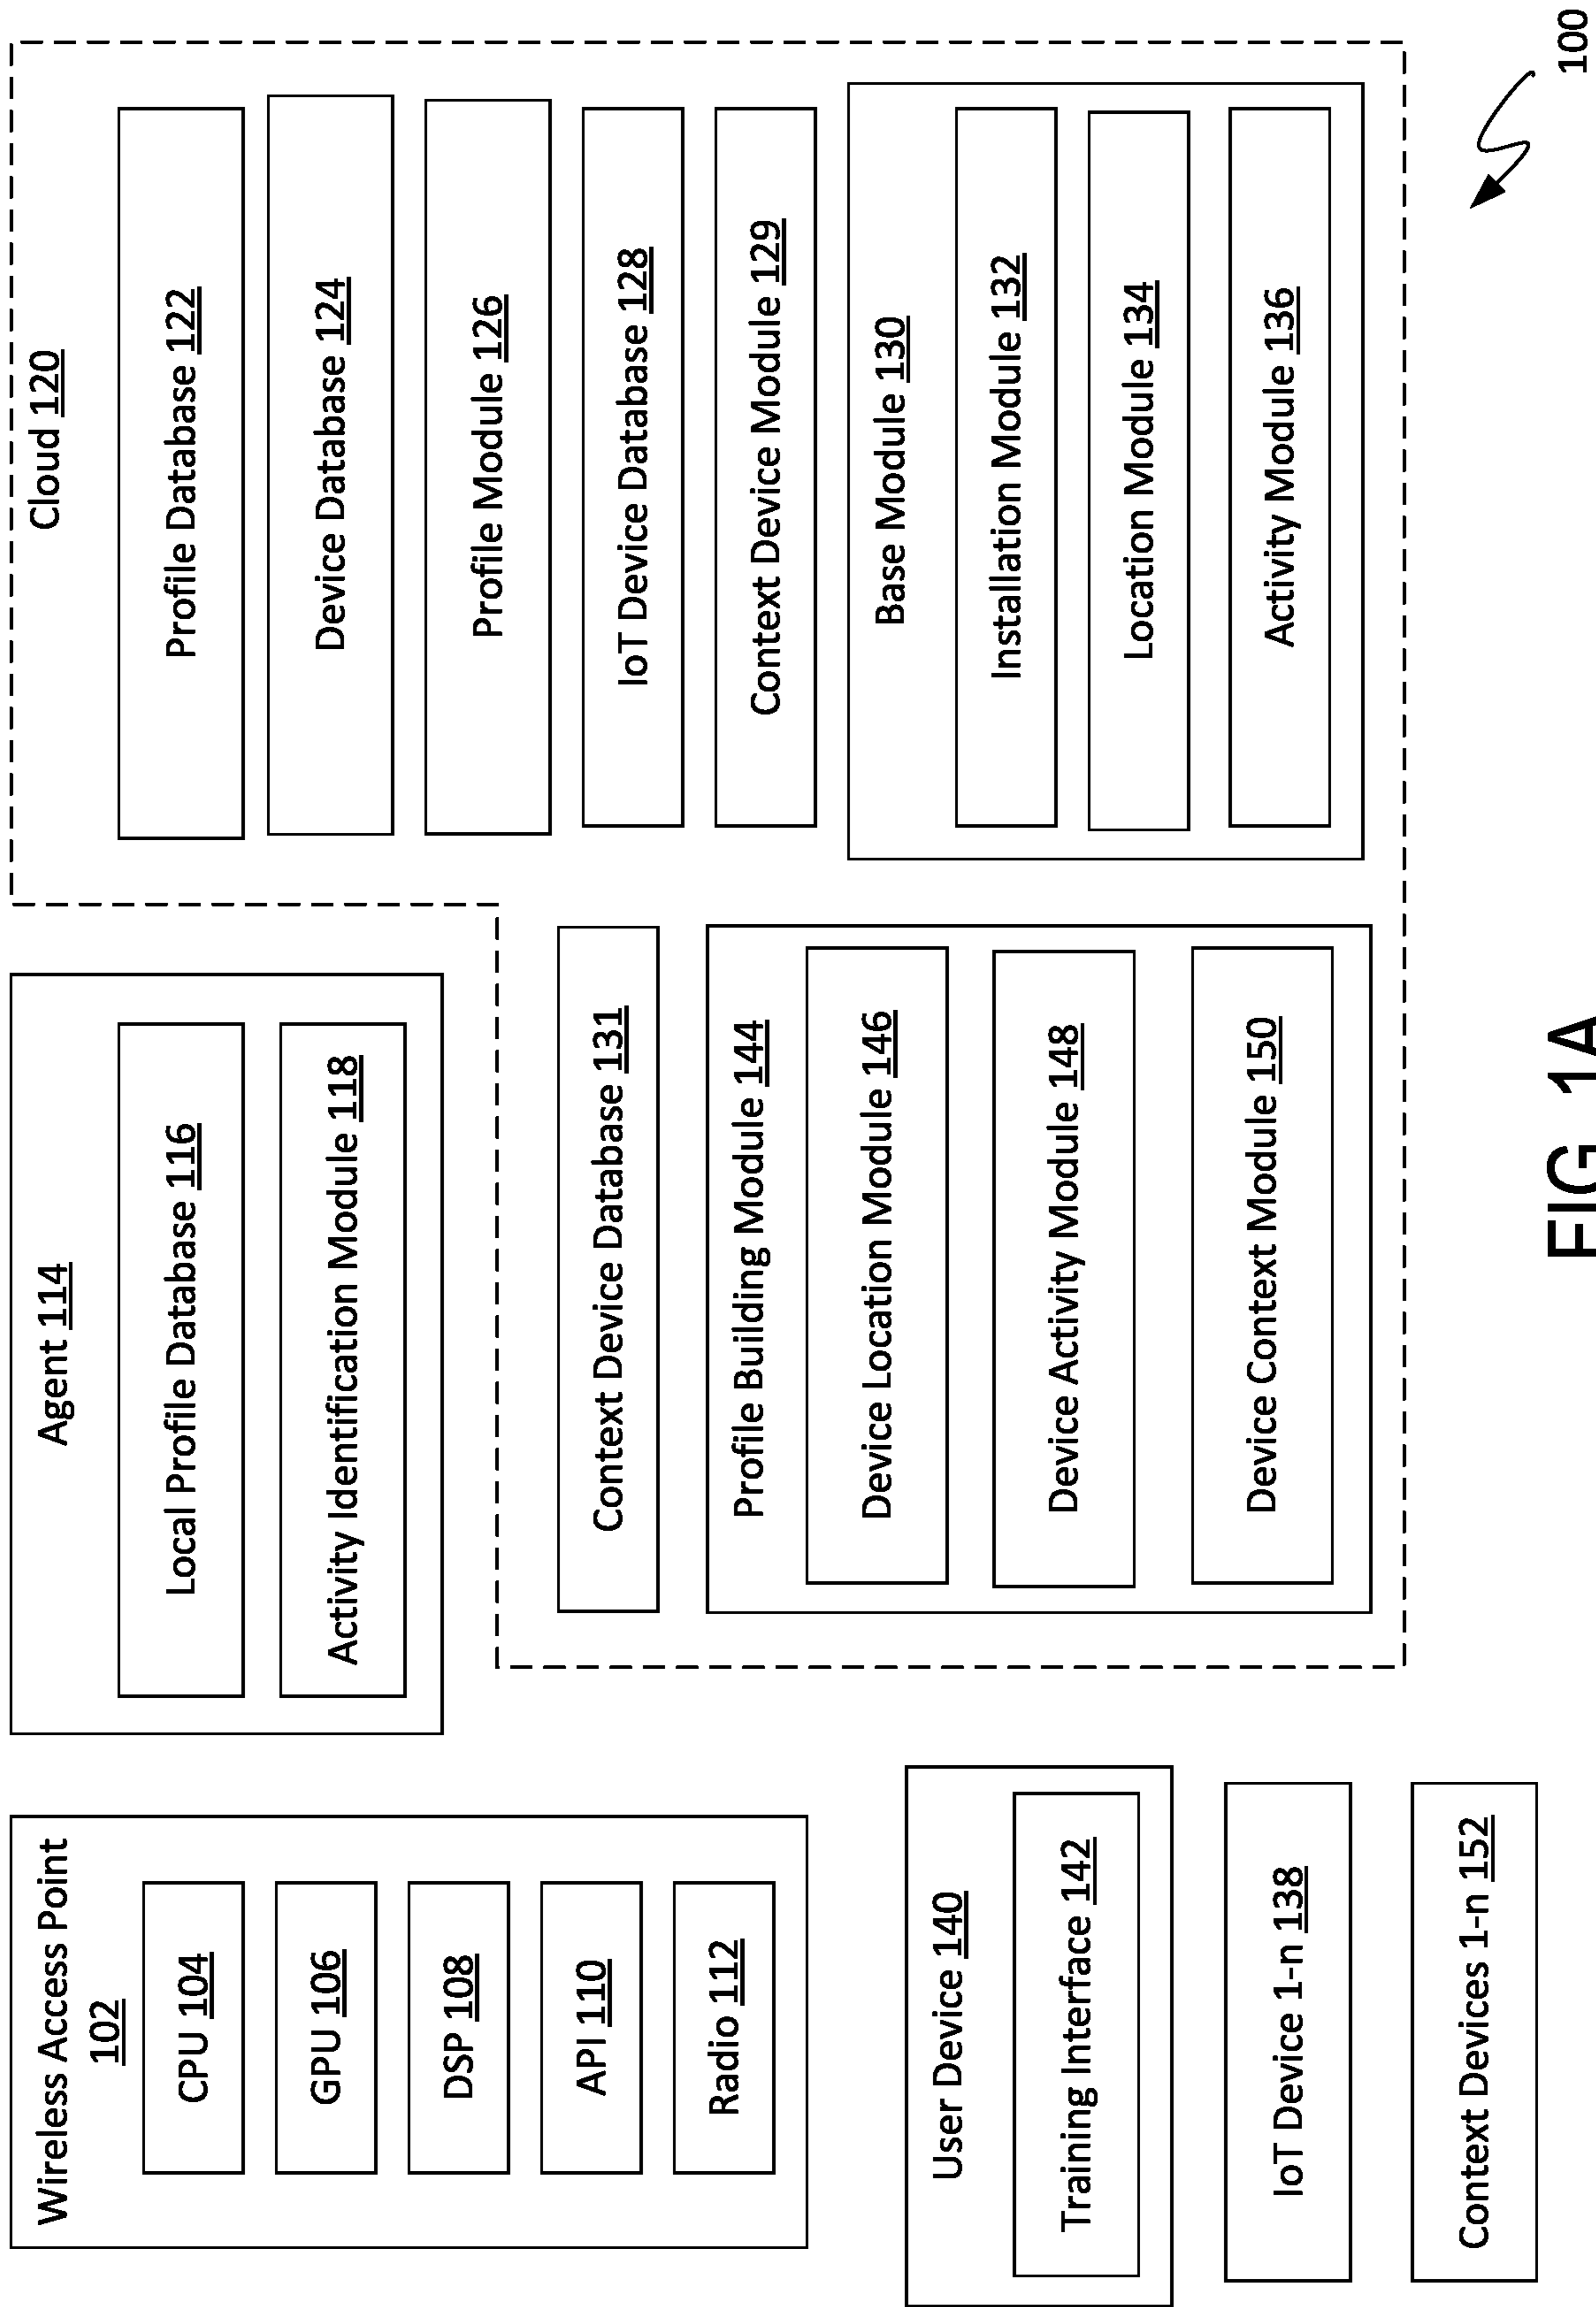 Wireless Access Point
102
CPU 104
GPU 106
DSP 108
API 110
Radio 112
User Device 140
Training Interface 142
IoT Device 1-n 138
Context Devices 1-n 152
Agent 114
Local Profile Database 116
Activity Identification Module 118
Context Device Database 131
Profile Building Module 144
Device Location Module 146
Device Activity Module 148
Device Context Module 150
Cloud 120
Profile Database 122
Device Database 124
Profile Module 126
IoT Device Database 128
Context Device Module 129
Base Module 130
Installation Module 132
Location Module 134
Activity Module 136
100
FIG 1A